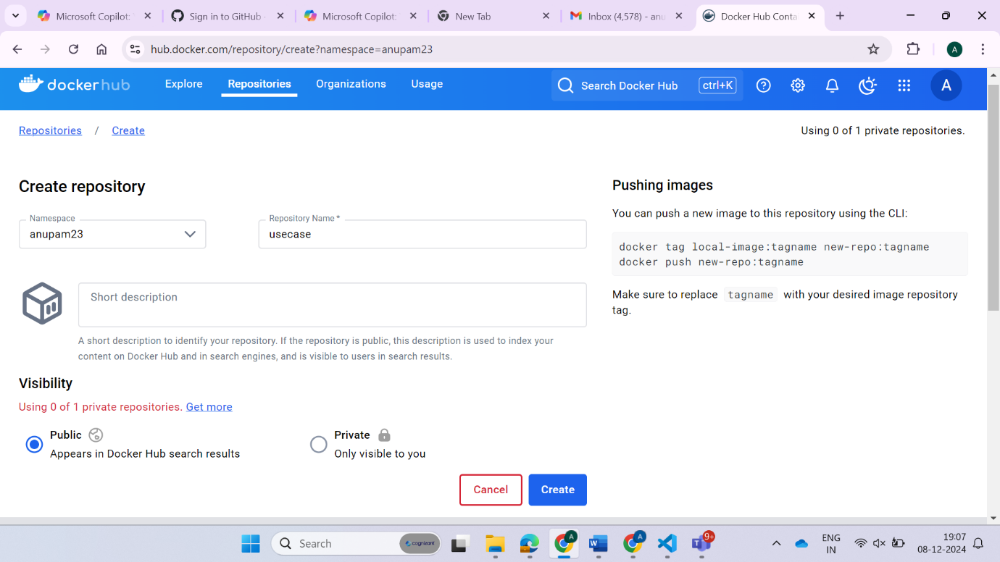 Microsoft Copilot:
Sign in to GitHub
Microsoft Copilot:
New Tab
Inbox (4,578) - anu
Docker Hub Conta
hub.docker.com/repository/create?namespace=anupam23
A
dockerhub
Explore
Repositories
Organizations
Usage
Search Docker Hub
ctrl+K
A
Repositories / Create
Using 0 of 1 private repositories.
Create repository
Namespace
anupam23
Repository Name *
usecase
Short description
A short description to identify your repository. If the repository is public, this description is used to index your
content on Docker Hub and in search engines, and is visible to users in search results.
Visibility
Using 0 of 1 private repositories. Get more
Public
Appears in Docker Hub search results
Private
Only visible to you
Cancel
Create
Pushing images
You can push a new image to this repository using the CLI:
docker tag local-image:tagname new-repo:tagname
docker push new-repo:tagname
Make sure to replace tagname with your desired image repository
tag.
Search
cognizant
A
A
9+
ENG
IN
19:07
08-12-2024